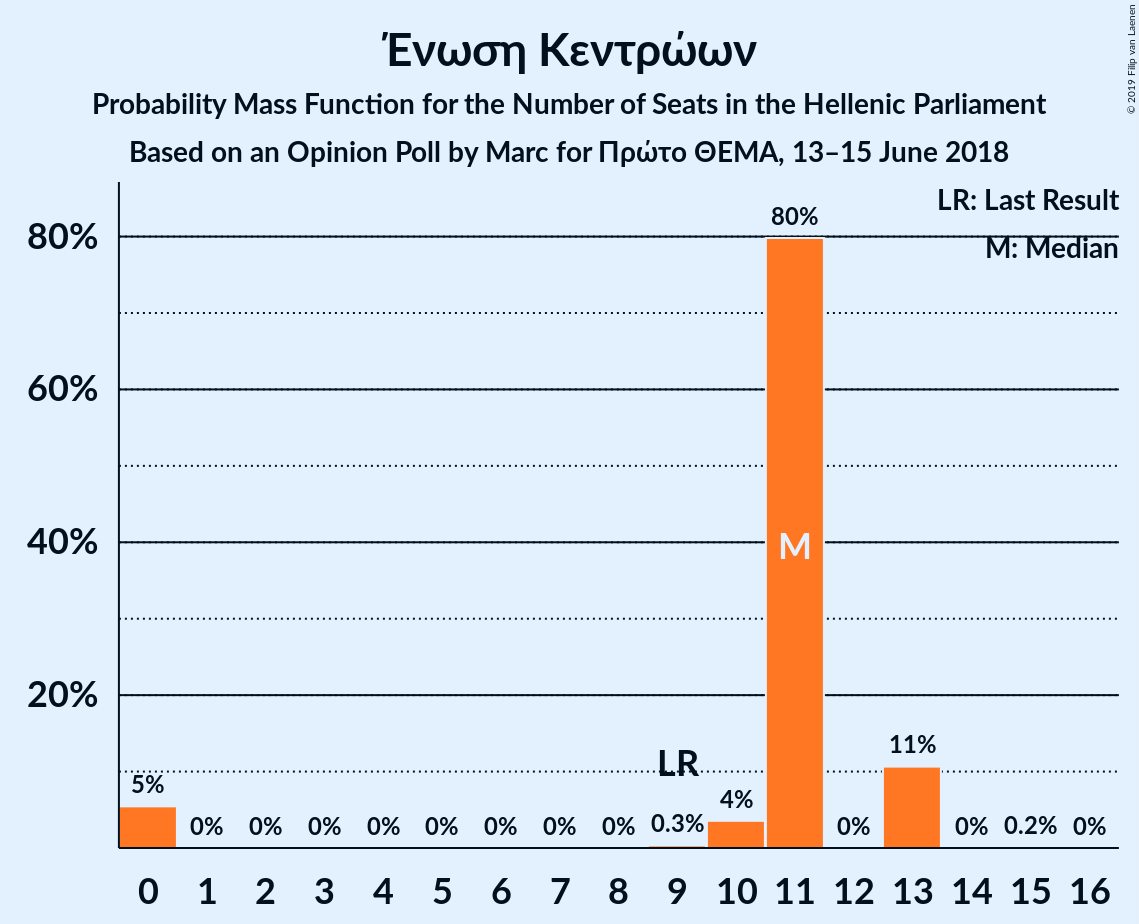 Ένωση Κεντρώων
Probability Mass Function for the Number of Seats in the Hellenic Parliament
Based on an Opinion Poll by Marc for Πρώτο ΘΕΜΑ, 13–15 June 2018
© 2019 Filip van Laenen
LR: Last Result
M: Median
80%
60%
40%
20%
5% 0% 0% 0% 0% 0% 0% 0% 0% 0.3% 4% 80% 0% 11% 0% 0.2% 0%
LR
M
0 1 2 3 4 5 6 7 8 9 10 11 12 13 14 15 16